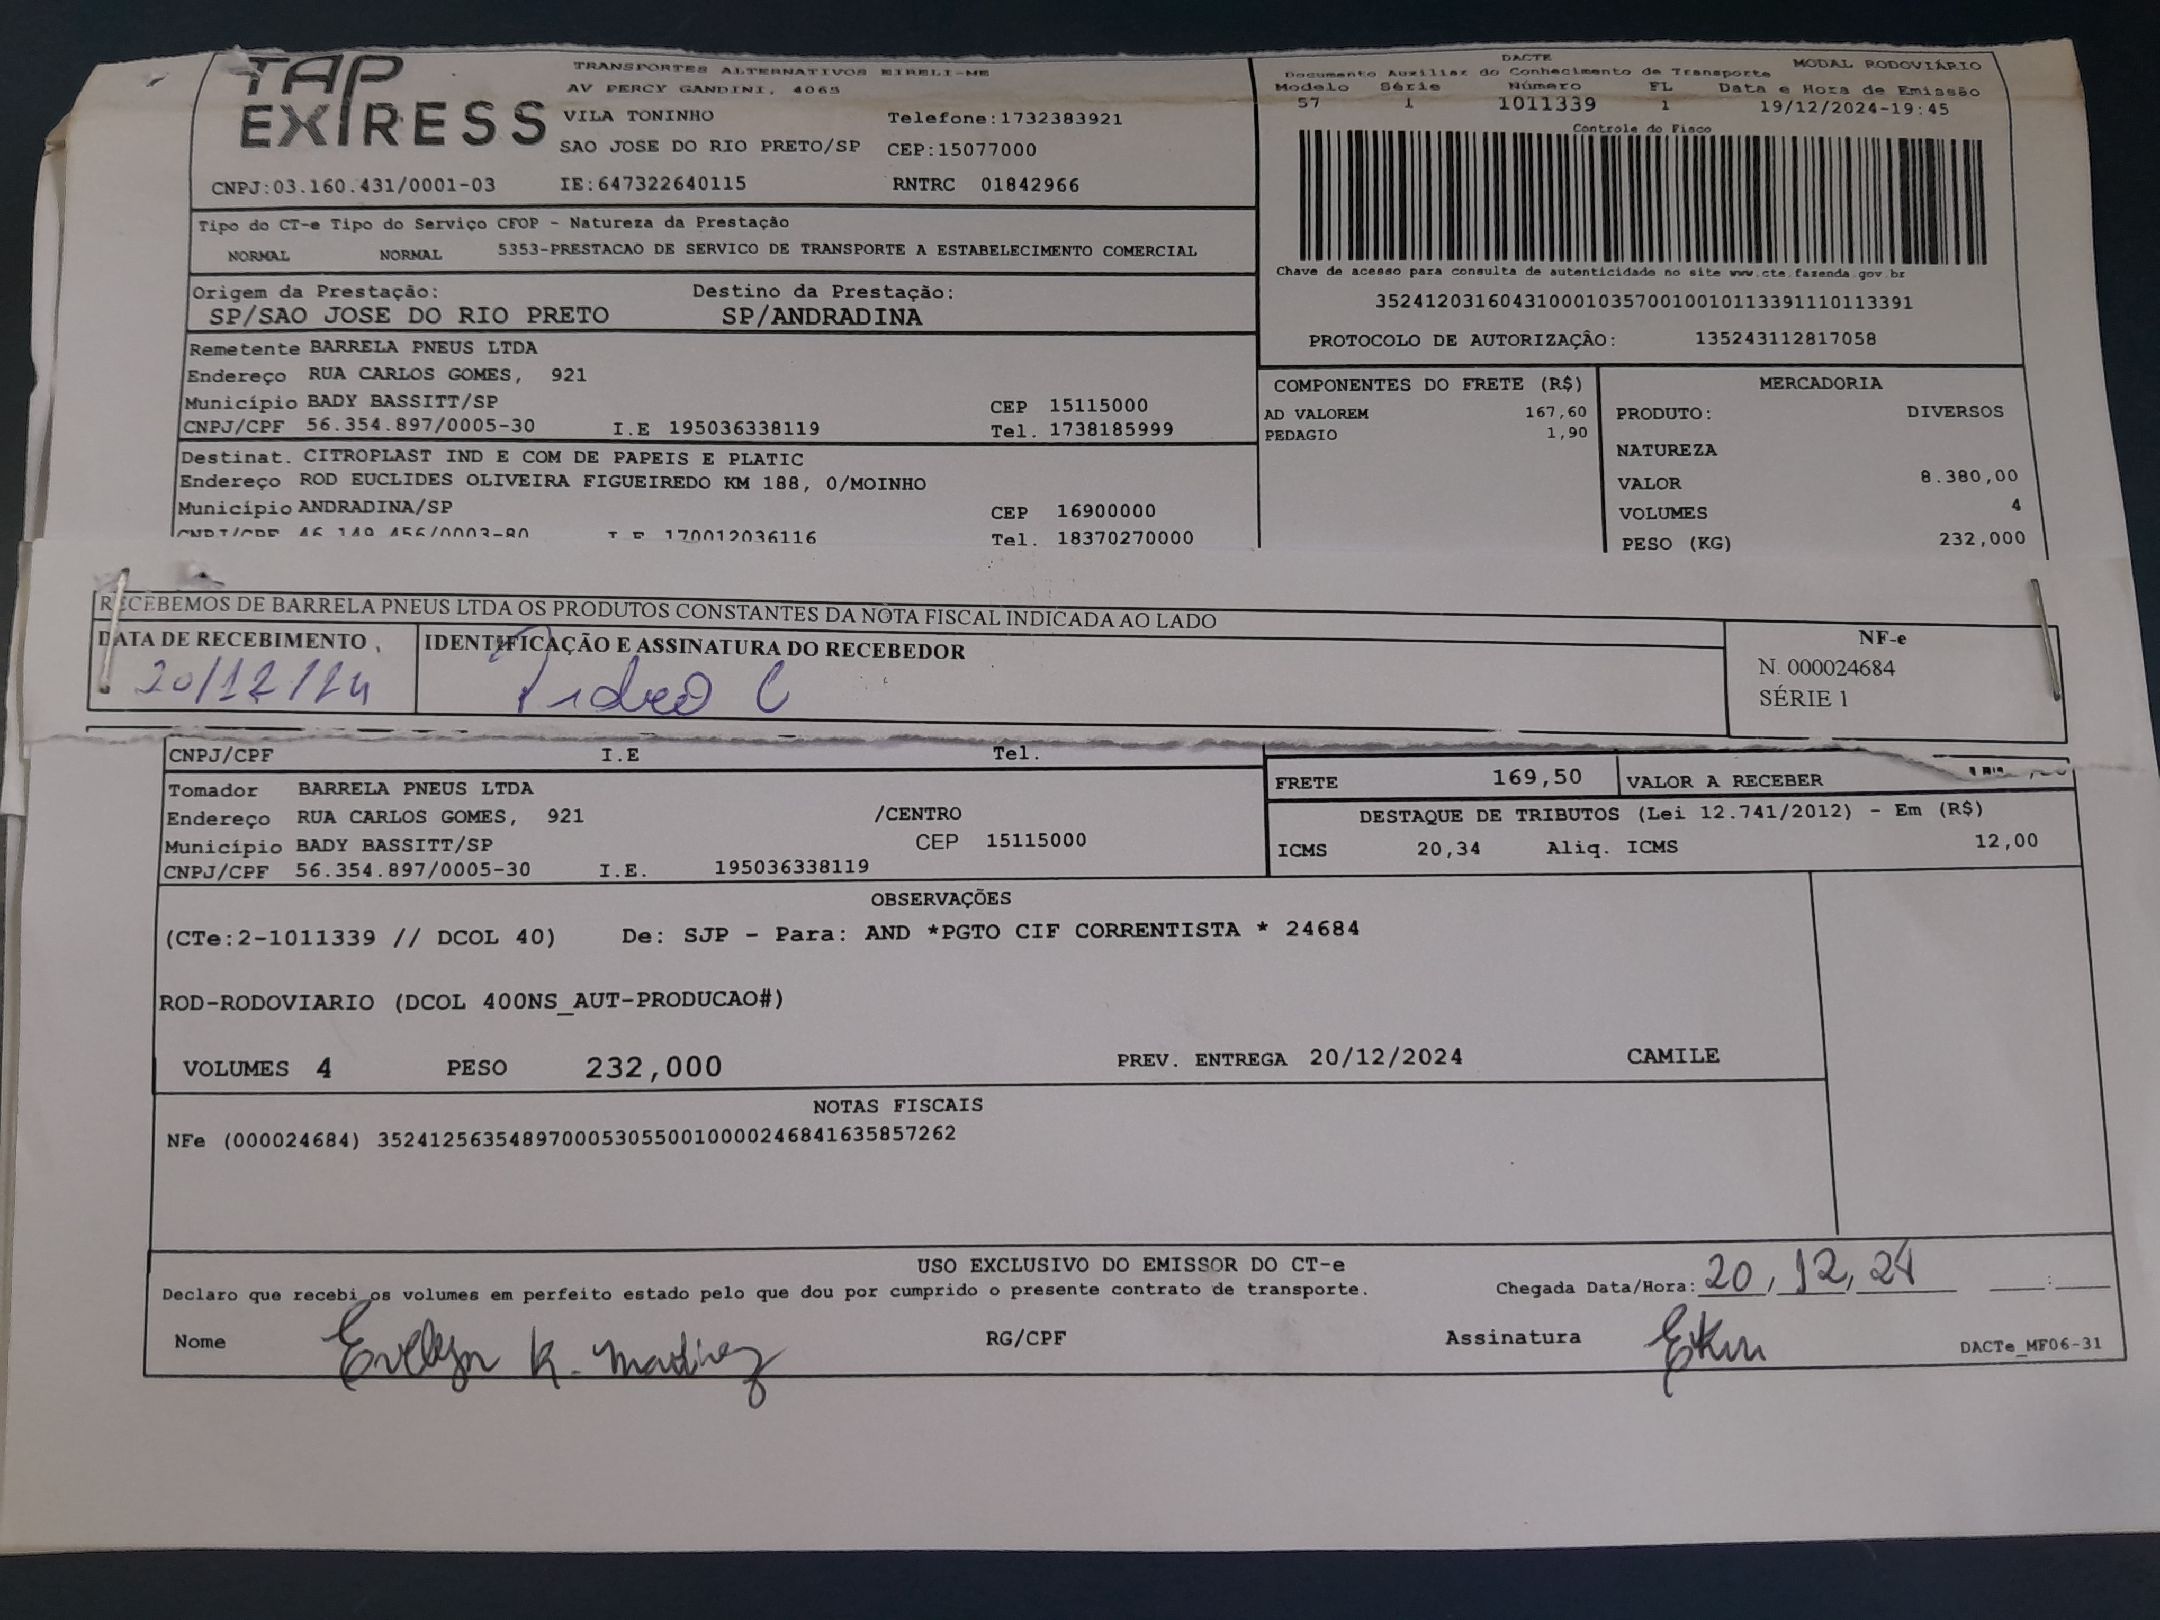 TAP
EXPRESS
TRANSPORTES ALTERNATIVOS EIRELI-ME
AV PERCY GANDINI, 4065
VILA TONINHO Telefone:1732383921
SAO JOSE DO RIO PRETO/SP CEP:15077000
CNPJ:03.160.431/0001-03 IE:647322640115 RNTRC 01842966
DACTE MODAL RODOVIÁRIO
Documento Auxiliar do Conhecimento de Transporte
Modelo Série Número FL Data e Hora de Emissão
57 1 1011339 1 19/12/2024-19:45
Controle do Fisco
Chave de acesso para consulta de autenticidade no site www.cte.fazenda.gov.br
35241203160431000103570010010113391110113391
PROTOCOLO DE AUTORIZAÇÂO: 135243112817058
Tipo do CT-e Tipo do Serviço CFOP - Natureza da Prestação
NORMAL NORMAL 5353-PRESTACAO DE SERVICO DE TRANSPORTE A ESTABELECIMENTO COMERCIAL
Origem da Prestação: Destino da Prestação:
SP/SAO JOSE DO RIO PRETO SP/ANDRADINA
Remetente BARRELA PNEUS LTDA
Endereço RUA CARLOS GOMES, 921
Município BADY BASSITT/SP CEP 15115000
CNPJ/CPF 56.354.897/0005-30 I.E 195036338119 Tel. 1738185999
Destinat. CITROPLAST IND E COM DE PAPEIS E PLATIC
Endereço ROD EUCLIDES OLIVEIRA FIGUEIREDO KM 188, 0/MOINHO
Município ANDRADINA/SP CEP 16900000
CNPJ/CPF 46.149.456/0003-80 I.E 170012036116 Tel. 18370270000
COMPONENTES DO FRETE (R$)
AD VALOREM 167,60
PEDAGIO 1,90
MERCADORIA
PRODUTO: DIVERSOS
NATUREZA
VALOR 8.380,00
VOLUMES 4
PESO (KG) 232,000
RECEBEMOS DE BARRELA PNEUS LTDA OS PRODUTOS CONSTANTES DA NOTA FISCAL INDICADA AO LADO
DATA DE RECEBIMENTO IDENTIFICAÇÃO E ASSINATURA DO RECEBEDOR
20/12/24 Pedro C
NF-e
N. 000024684
SÉRIE 1
CNPJ/CPF I.E Tel.
Tomador BARRELA PNEUS LTDA
Endereço RUA CARLOS GOMES, 921 /CENTRO
Município BADY BASSITT/SP CEP 15115000
CNPJ/CPF 56.354.897/0005-30 I.E. 195036338119
FRETE 169,50 VALOR A RECEBER
DESTAQUE DE TRIBUTOS (Lei 12.741/2012) - Em (R$)
ICMS 20,34 Aliq. ICMS 12,00
OBSERVAÇÕES
(CTe:2-1011339 // DCOL 40) De: SJP - Para: AND *PGTO CIF CORRENTISTA * 24684
ROD-RODOVIARIO (DCOL 400NS_AUT-PRODUCAO#)
VOLUMES 4 PESO 232,000 PREV. ENTREGA 20/12/2024 CAMILE
NOTAS FISCAIS
NFe (000024684) 35241256354897000530550010000246841635857262
USO EXCLUSIVO DO EMISSOR DO CT-e
Declaro que recebi os volumes em perfeito estado pelo que dou por cumprido o presente contrato de transporte. Chegada Data/Hora: 20, 12, 24 :
Nome Evelyn K. Martinez RG/CPF Assinatura DACTe_MF06-31